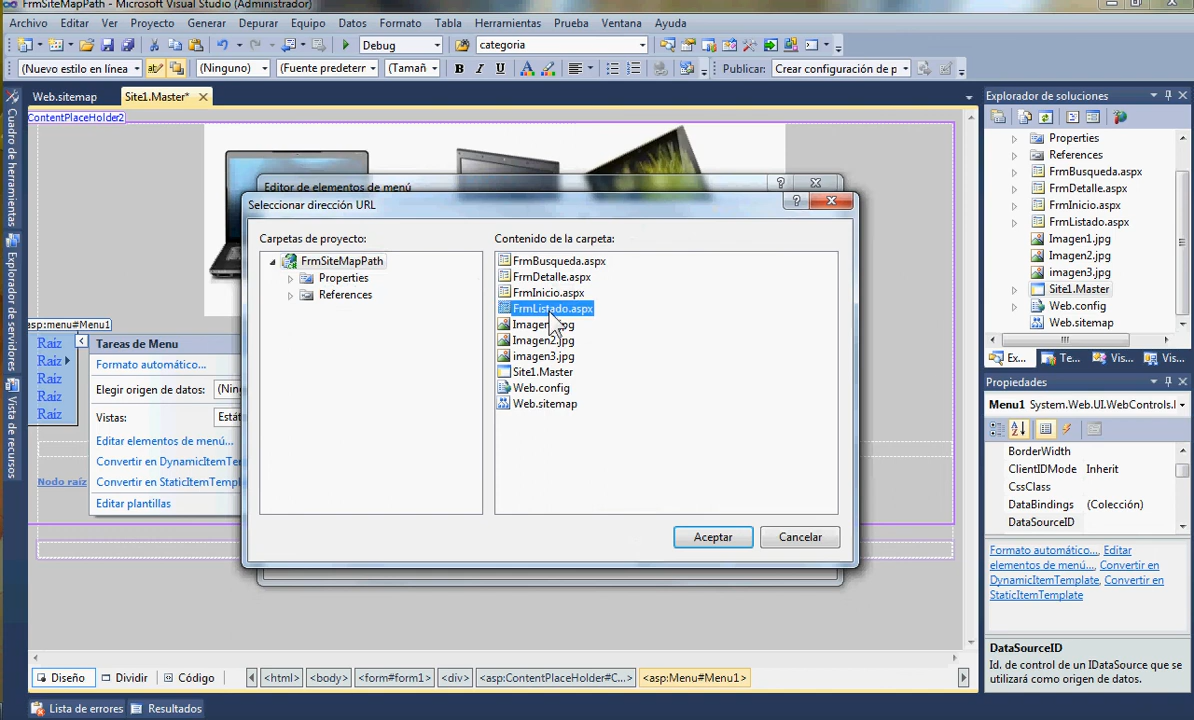 FrmSiteMapPath - Microsoft Visual Studio (Administrador)
Archivo Editar Ver Proyecto Generar Depurar Equipo Datos Formato Tabla Herramientas Prueba Ventana Ayuda
Debug categoria
(Nuevo estilo en línea (Ninguno) (Fuente predeterr (Tamañ N K S A Publicar: Crear configuración de p
Web.sitemap Site1.Master*
Cuadro de herramientas
Explorador de servidores
Vista de recursos
ContentPlaceHolder2
Editor de elementos de menú
Seleccionar dirección URL
Carpetas de proyecto:
FrmSiteMapPath
Properties
References
Contenido de la carpeta:
FrmBusqueda.aspx
FrmDetalle.aspx
FrmInicio.aspx
FrmListado.aspx
Imagen2.jpg
imagen3.jpg
Site1.Master
Web.config
Web.sitemap
Aceptar Cancelar
asp:menu#Menu1
Raíz
Raíz
Raíz
Raíz
Raíz
Tareas de Menu
Formato automático...
Elegir origen de datos: (Nin
Vistas: Está
Editar elementos de menú...
Convertir en DynamicItemTe
Convertir en StaticItemTempl
Editar plantillas
Nodo raíz
Diseño Dividir Código <html> <body> <form#form1> <div> <asp:ContentPlaceHolder#C...> <asp:Menu#Menu1>
Lista de errores Resultados
Explorador de soluciones
Properties
References
FrmBusqueda.aspx
FrmDetalle.aspx
FrmInicio.aspx
FrmListado.aspx
Imagen1.jpg
Imagen2.jpg
imagen3.jpg
Site1.Master
Web.config
Web.sitemap
Ex... Te... Vis... Vis...
Propiedades
Menu1 System.Web.UI.WebControls.I
BorderWidth
ClientIDMode Inherit
CssClass
DataBindings (Colección)
DataSourceID
Formato automático..., Editar
elementos de menú..., Convertir en
DynamicItemTemplate, Convertir en
StaticItemTemplate
DataSourceID
Id. de control de un IDataSource que se
utilizará como origen de datos.